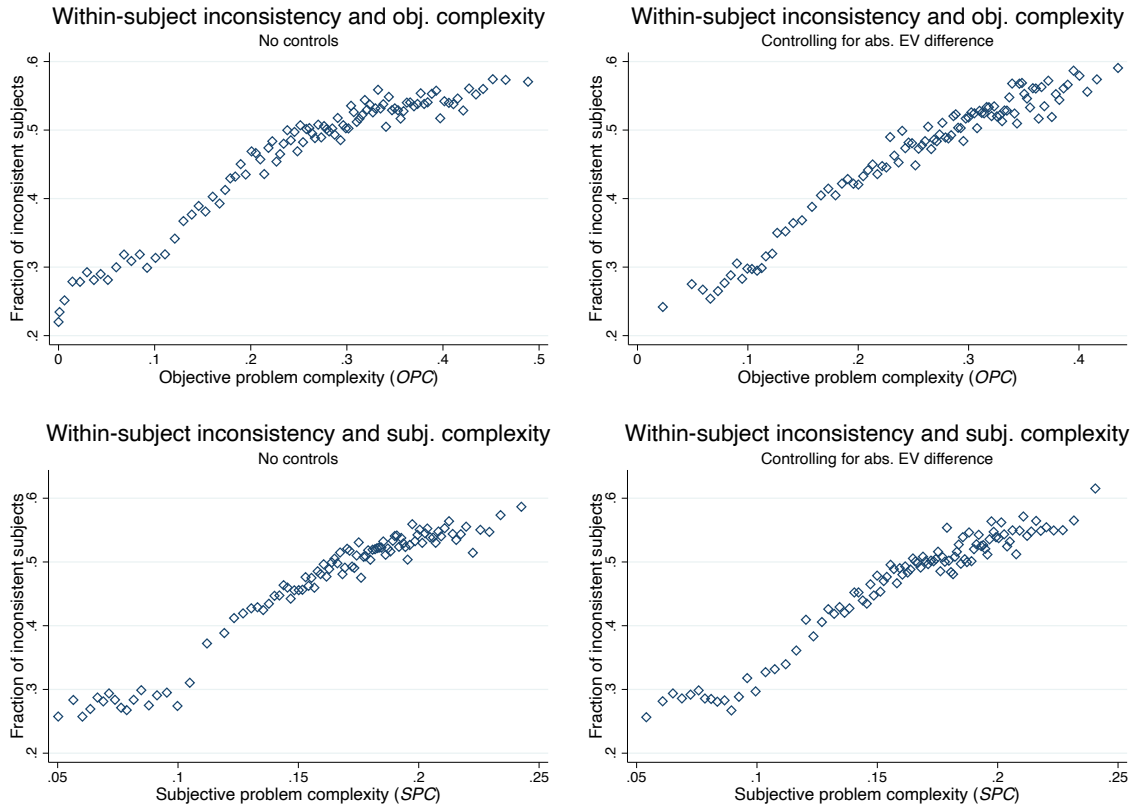 Within-subject inconsistency and obj. complexity
No controls
Fraction of inconsistent subjects
.6
.5
.4
.3
.2
0
.1
.2
.3
.4
.5
Objective problem complexity (OPC)
Within-subject inconsistency and obj. complexity
Controlling for abs. EV difference
Fraction of inconsistent subjects
.6
.5
.4
.3
.2
0
.1
.2
.3
.4
Objective problem complexity (OPC)
Within-subject inconsistency and subj. complexity
No controls
Fraction of inconsistent subjects
.6
.5
.4
.3
.2
.05
.1
.15
.2
.25
Subjective problem complexity (SPC)
Within-subject inconsistency and subj. complexity
Controlling for abs. EV difference
Fraction of inconsistent subjects
.6
.5
.4
.3
.2
.05
.1
.15
.2
.25
Subjective problem complexity (SPC)